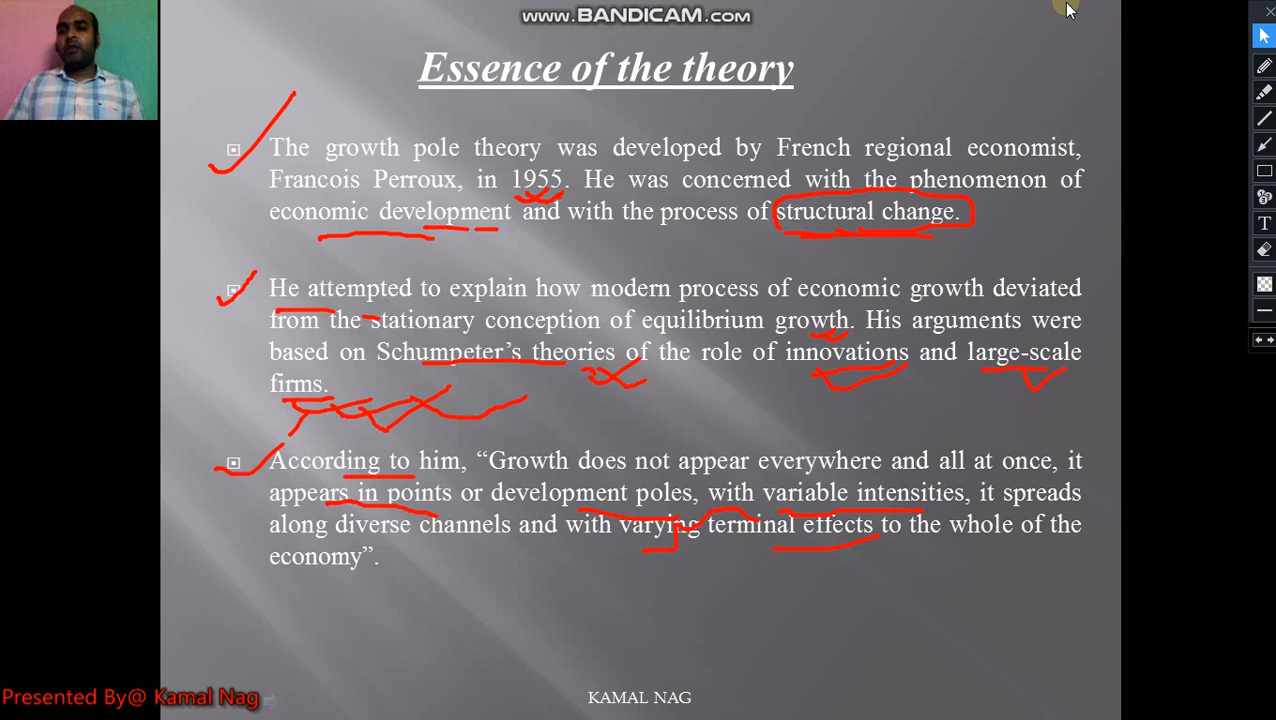 www.BANDICAM.com
Essence of the theory
The growth pole theory was developed by French regional economist,
Francois Perroux, in 1955. He was concerned with the phenomenon of
economic development and with the process of structural change.
He attempted to explain how modern process of economic growth deviated
from the stationary conception of equilibrium growth. His arguments were
based on Schumpeter’s theories of the role of innovations and large-scale
firms.
According to him, “Growth does not appear everywhere and all at once, it
appears in points or development poles, with variable intensities, it spreads
along diverse channels and with varying terminal effects to the whole of the
economy”.
Presented By@ Kamal Nag
KAMAL NAG